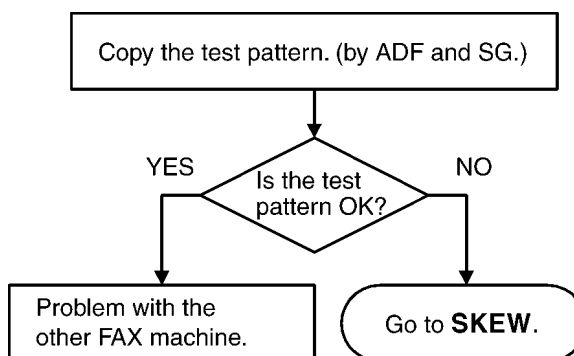 Copy the test pattern. (by ADF and SG.)
YES
NO
Is the test
pattern OK?
Problem with the
other FAX machine.
Go to SKEW.